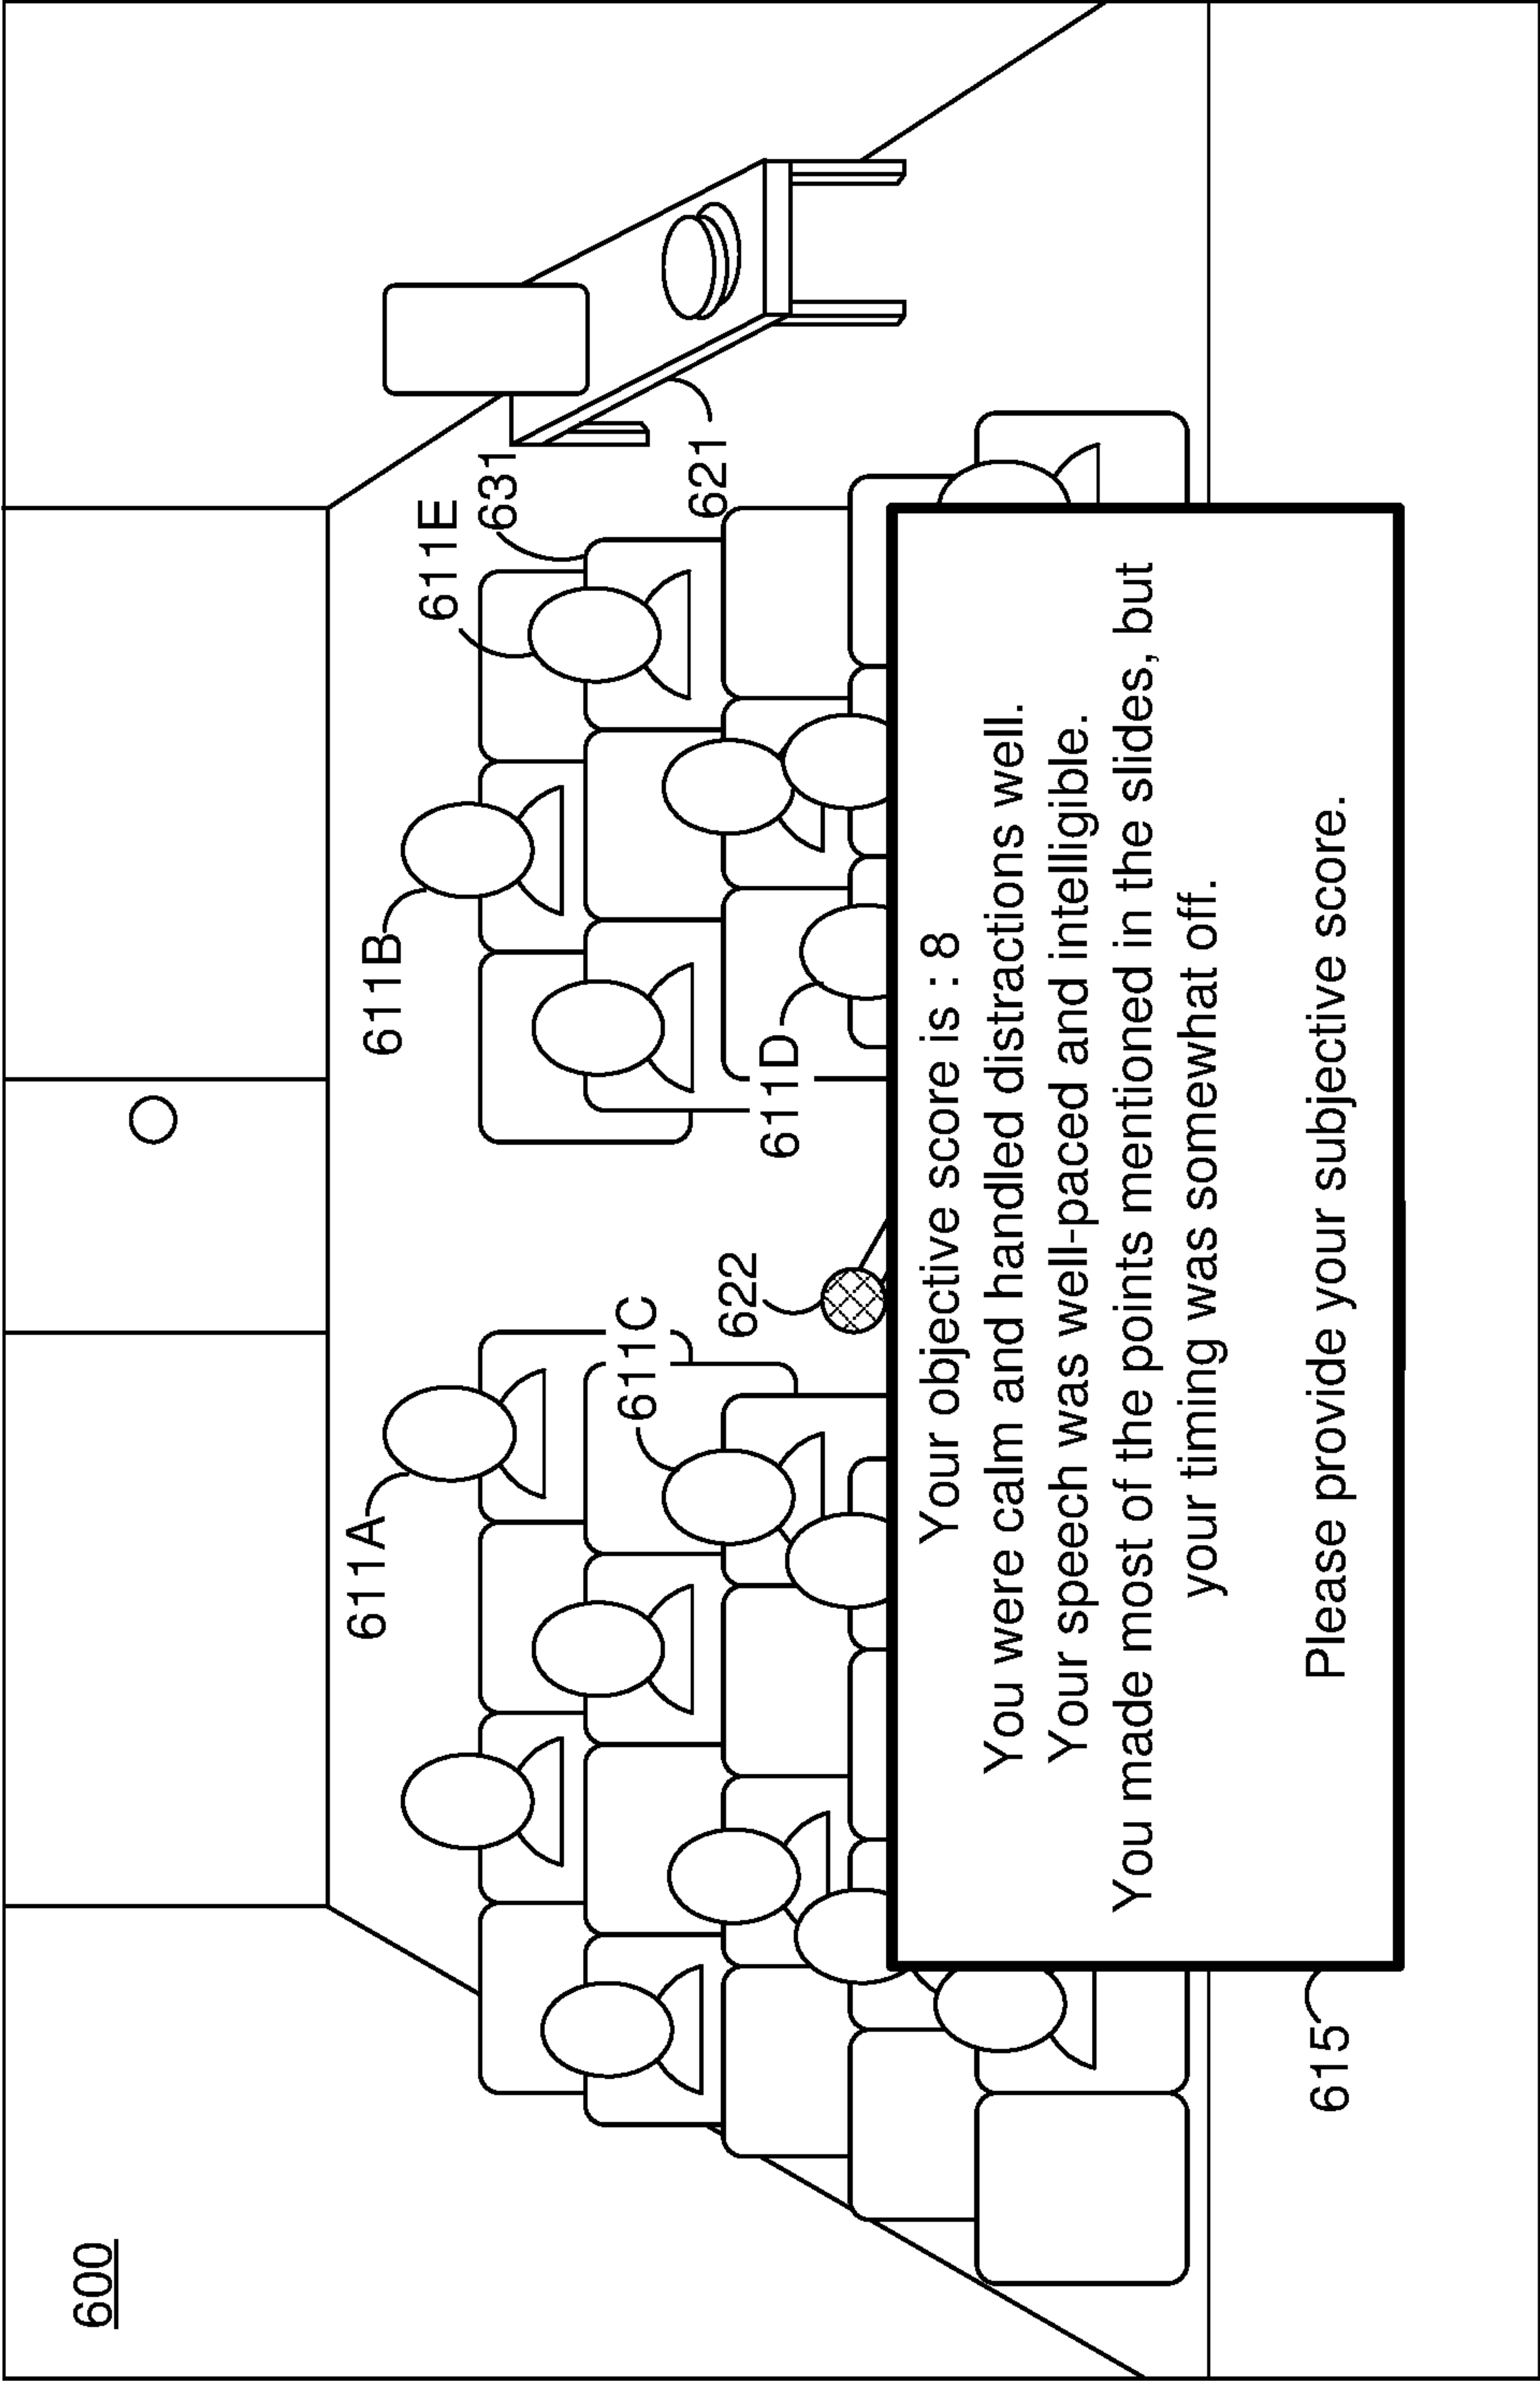 600
611A
611B
611E
631
611C
621
622
611D
Your objective score is : 8
You were calm and handled distractions well.
Your speech was well-paced and intelligible.
You made most of the points mentioned in the slides, but
your timing was somewhat off.
Please provide your subjective score.
615